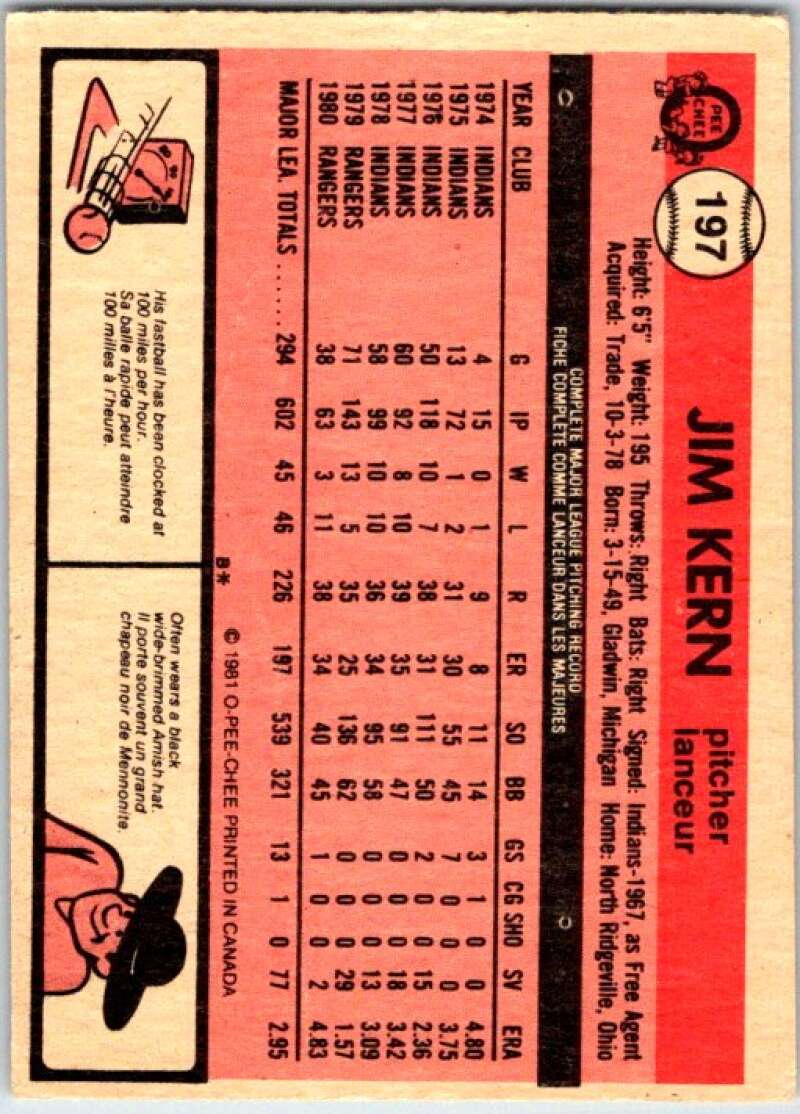 O
PEE
CHEE
197
JIM KERN
pitcher
lanceur
Height: 6'5" Weight: 195 Throws: Right Bats: Right Signed: Indians-1967, as Free Agent
Acquired: Trade, 10-3-78 Born: 3-15-49, Gladwin, Michigan Home: North Ridgeville, Ohio
COMPLETE MAJOR LEAGUE PITCHING RECORD
FICHE COMPLÈTE COMME LANCEUR DANS LES MAJEURES
YEAR CLUB G IP W L R ER SO BB GS CG SHO SV ERA
1974 INDIANS 4 15 0 1 9 8 11 14 3 1 0 0 4.80
1975 INDIANS 13 72 1 2 31 30 55 45 7 0 0 0 3.75
1976 INDIANS 50 118 10 7 38 31 111 50 2 0 0 15 2.36
1977 INDIANS 60 92 8 10 39 35 91 47 0 0 0 18 3.42
1978 INDIANS 58 99 10 10 36 34 95 58 0 0 0 13 3.09
1979 RANGERS 71 143 13 5 35 25 136 62 0 0 0 29 1.57
1980 RANGERS 38 63 3 11 38 34 40 45 1 0 0 2 4.83
MAJOR LEA. TOTALS ...... 294 602 45 46 226 197 539 321 13 1 0 77 2.95
B* © 1981 O-PEE-CHEE PRINTED IN CANADA
His fastball has been clocked at
100 miles per hour.
Sa balle rapide peut atteindre
100 milles à l'heure.
Often wears a black
wide-brimmed Amish hat.
Il porte souvent un grand
chapeau noir de Mennonite.